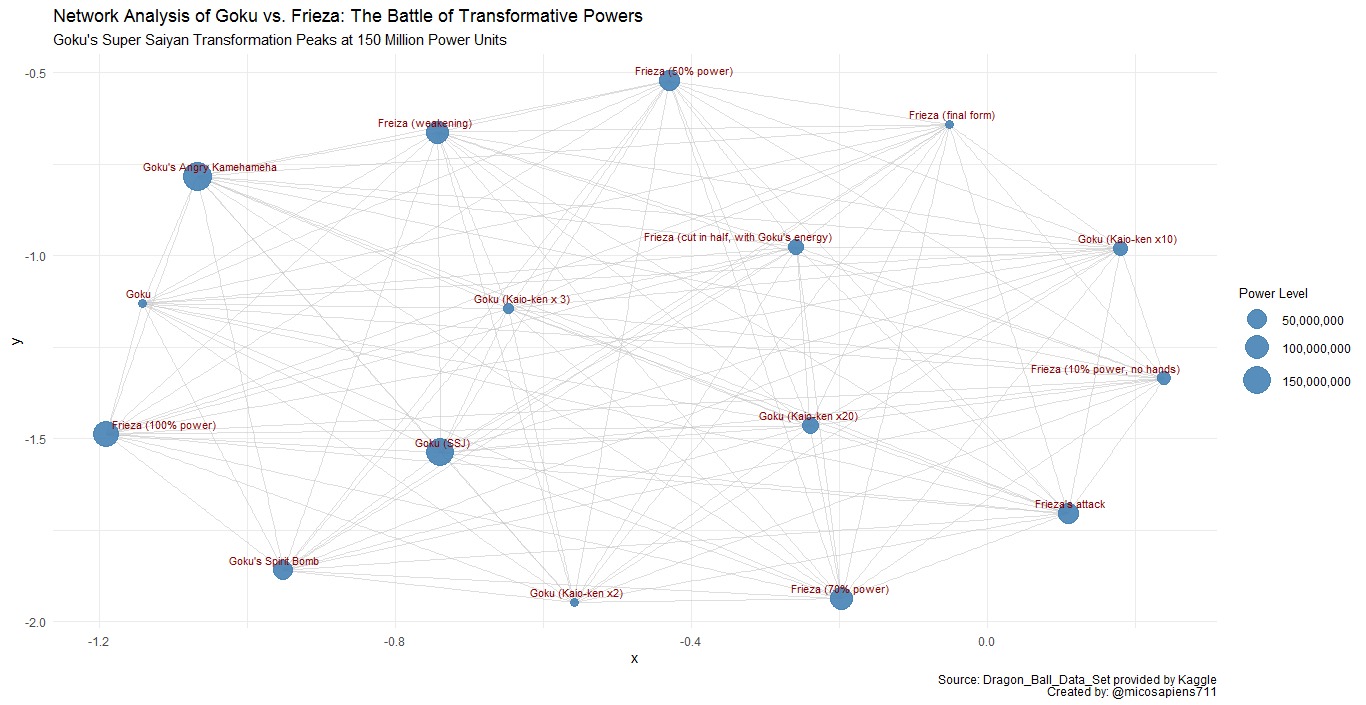 Network Analysis of Goku vs. Frieza: The Battle of Transformative Powers
Goku's Super Saiyan Transformation Peaks at 150 Million Power Units
-0.5
-1.0
-1.5
-2.0
y
Frieza (50% power)
Frieza (final form)
Freiza (weakening)
Goku's Angry Kamehameha
Frieza (cut in half, with Goku's energy)
Goku (Kaio-ken x10)
Goku
Goku (Kaio-ken x 3)
Frieza (10% power, no hands)
Goku (Kaio-ken x20)
Frieza (100% power)
Goku (SSJ)
Frieza's attack
Goku's Spirit Bomb
Goku (Kaio-ken x2)
Frieza (70% power)
-1.2
-0.8
-0.4
0.0
x
Power Level
50,000,000
100,000,000
150,000,000
Source: Dragon_Ball_Data_Set provided by Kaggle
Created by: @micosapiens711